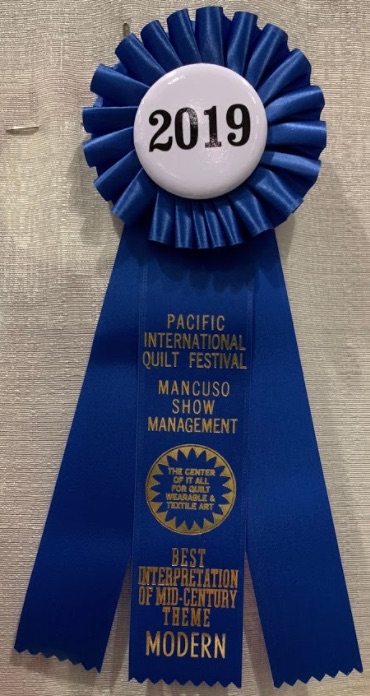 2019
PACIFIC
INTERNATIONAL
QUILT FESTIVAL
MANCUSO
SHOW
MANAGEMENT
THE CENTER
OF IT ALL
FOR QUILT
WEARABLE &
TEXTILE ART
BEST
INTERPRETATION
OF MID-CENTURY
THEME
MODERN